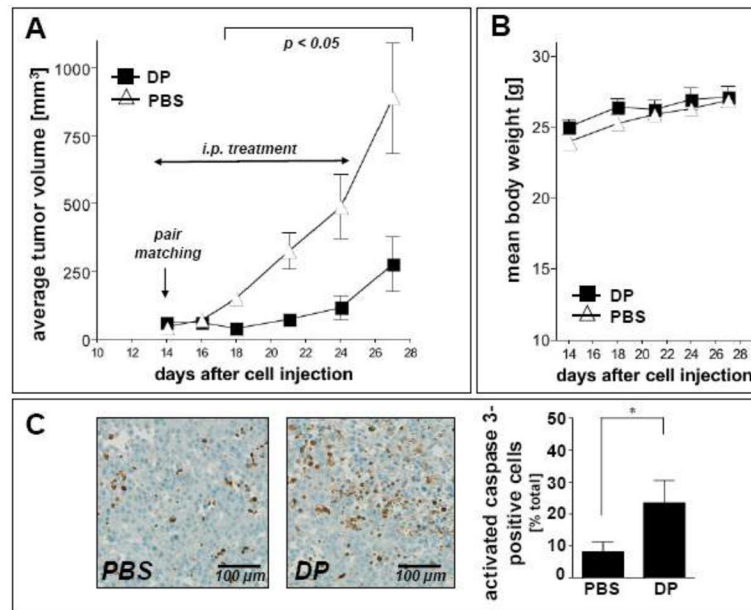 A
p < 0.05
1000
750
500
250
0
DP
PBS
i.p. treatment
pair
matching
average tumor volume [mm³]
10 12 14 16 18 20 22 24 26 28
days after cell injection
B
30
25
20
15
10
mean body weight [g]
DP
PBS
14 16 18 20 22 24 26 28
days after cell injection
C
PBS
100 µm
DP
100 µm
activated caspase 3-
positive cells
[% total]
50
40
30
20
10
0
*
PBS DP